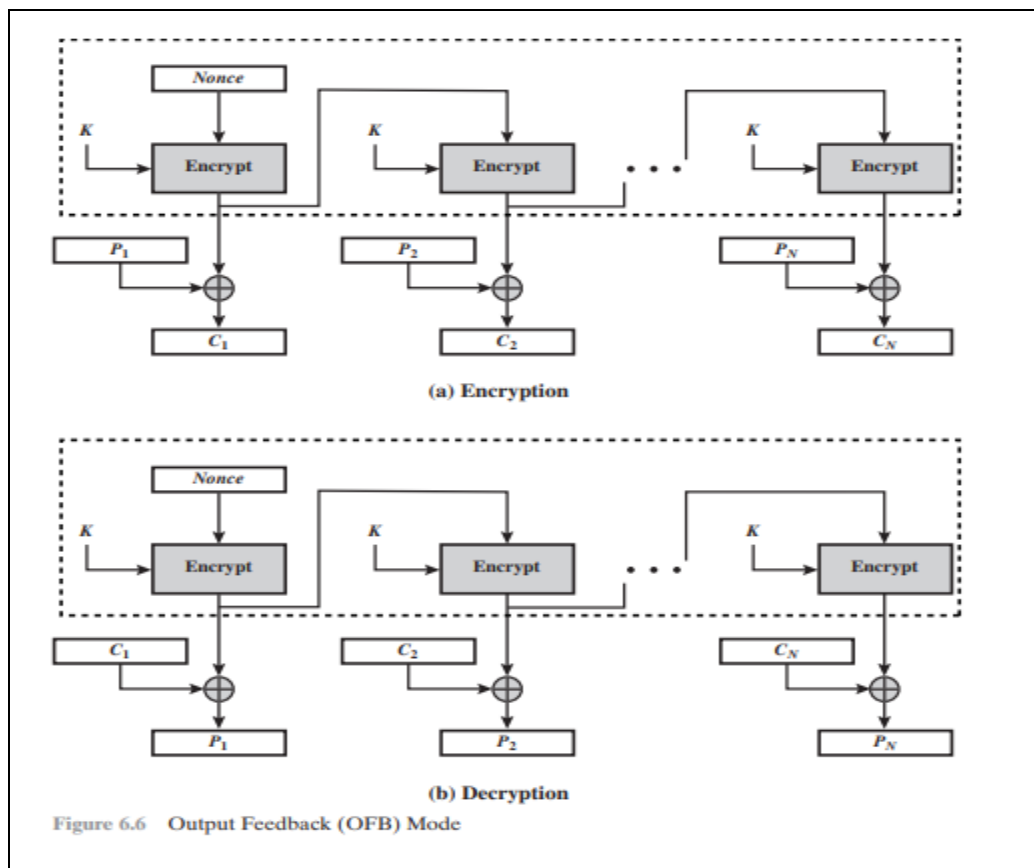 Nonce
K K K
Encrypt Encrypt • • • Encrypt
P1 P2 PN
C1 C2 CN
(a) Encryption
Nonce
K K K
Encrypt Encrypt • • • Encrypt
C1 C2 CN
P1 P2 PN
(b) Decryption
Figure 6.6 Output Feedback (OFB) Mode